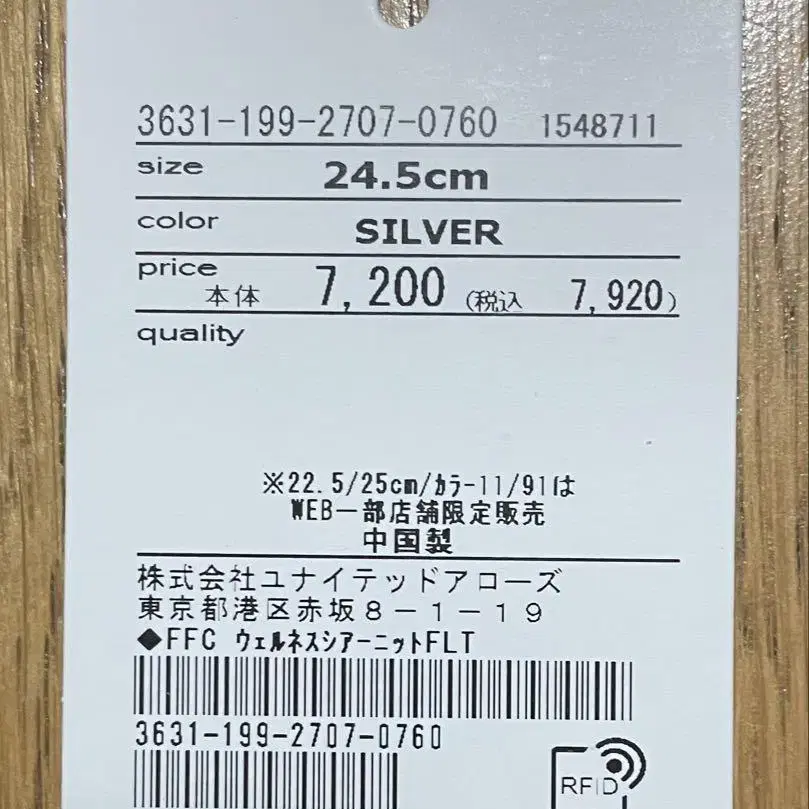 3631-199-2707-0760 1548711
size 24.5cm
color SILVER
price 本体 7,200 (税込 7,920)
quality
※22.5/25cm/ｶﾗｰ11/91は
WEB一部店舗限定販売
中国製
株式会社ユナイテッドアローズ
東京都港区赤坂８－１－１９
◆FFC ｳｪﾙﾈｽｼｱｰﾆｯﾄFLT
3631-199-2707-0760
RFID